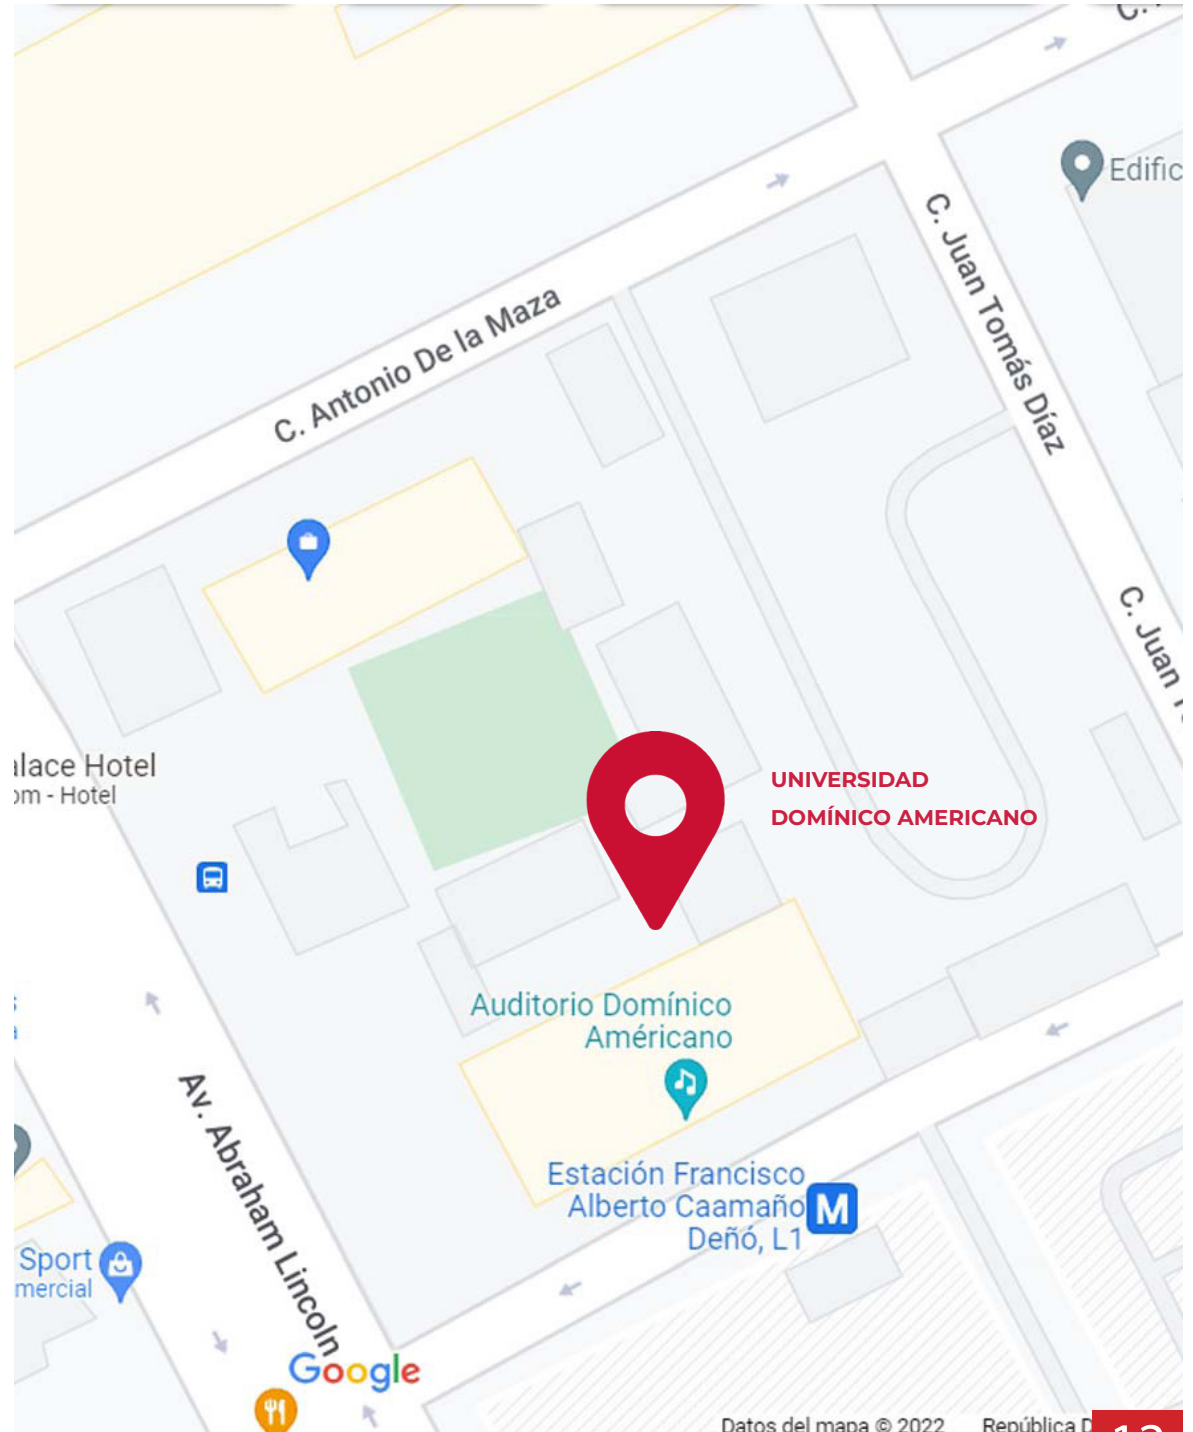 Edific
C. Juan Tomás Díaz
C. Antonio De la Maza
C. Juan
alace Hotel
om - Hotel
UNIVERSIDAD
DOMÍNICO AMERICANO
Auditorio Domínico
Américano
Av. Abraham Lincoln
Estación Francisco
Alberto Caamaño
Deñó, L1
M
Sport
mercial
Google
Datos del mapa © 2022 República D